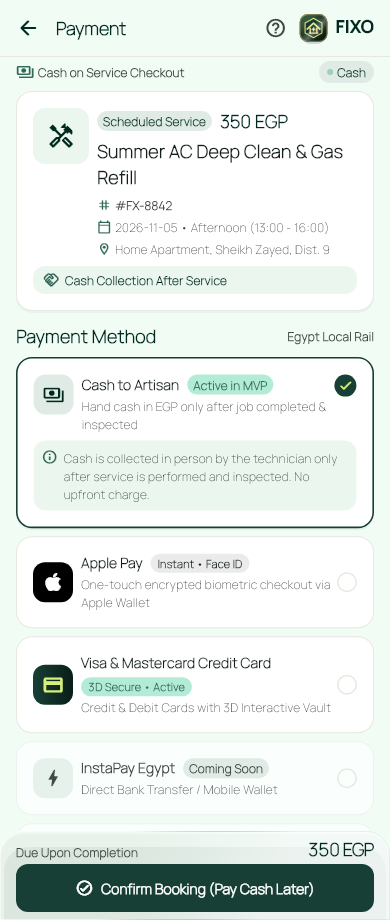 Payment
FIXO
Cash on Service Checkout
Cash
Scheduled Service
350 EGP
Summer AC Deep Clean & Gas
Refill
#FX-8842
2026-11-05 • Afternoon (13:00 - 16:00)
Home Apartment, Sheikh Zayed, Dist. 9
Cash Collection After Service
Payment Method
Egypt Local Rail
Cash to Artisan
Active in MVP
Hand cash in EGP only after job completed &
inspected
Cash is collected in person by the technician only
after service is performed and inspected. No
upfront charge.
Apple Pay
Instant • Face ID
One-touch encrypted biometric checkout via
Apple Wallet
Visa & Mastercard Credit Card
3D Secure • Active
Credit & Debit Cards with 3D Interactive Vault
InstaPay Egypt
Coming Soon
Direct Bank Transfer / Mobile Wallet
Due Upon Completion
350 EGP
Confirm Booking (Pay Cash Later)